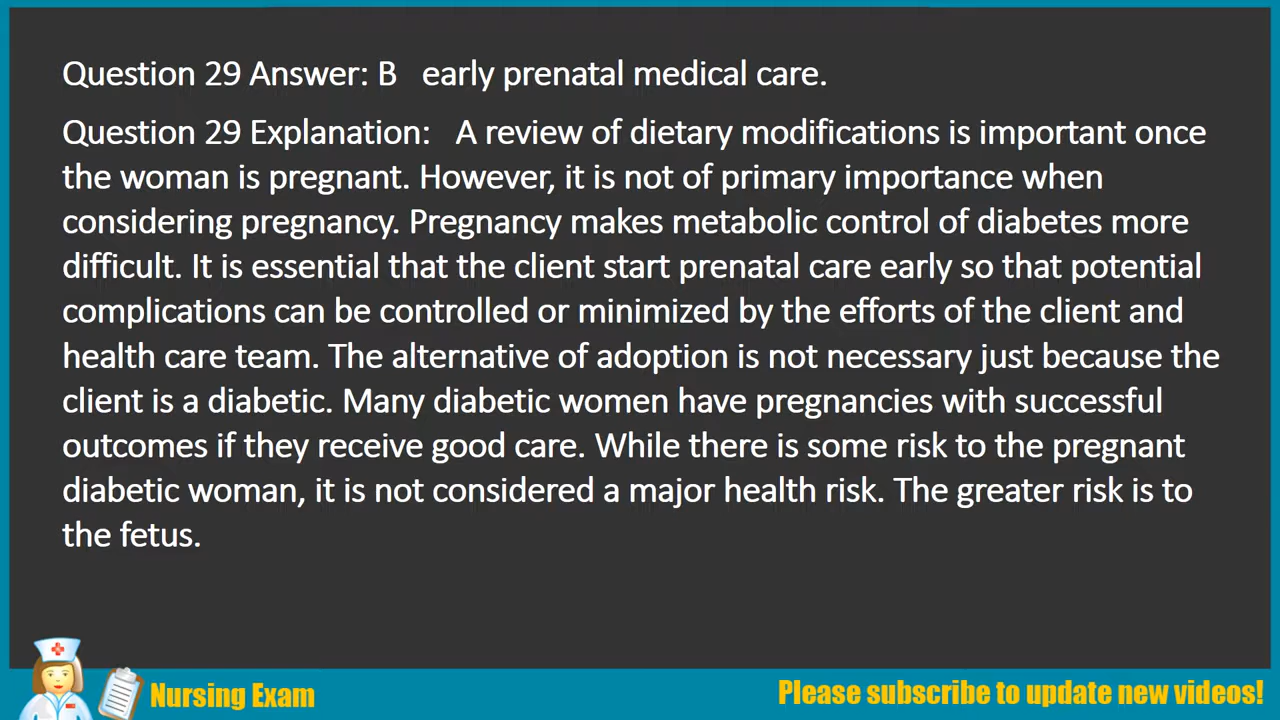 Question 29 Answer: B early prenatal medical care.
Question 29 Explanation: A review of dietary modifications is important once
the woman is pregnant. However, it is not of primary importance when
considering pregnancy. Pregnancy makes metabolic control of diabetes more
difficult. It is essential that the client start prenatal care early so that potential
complications can be controlled or minimized by the efforts of the client and
health care team. The alternative of adoption is not necessary just because the
client is a diabetic. Many diabetic women have pregnancies with successful
outcomes if they receive good care. While there is some risk to the pregnant
diabetic woman, it is not considered a major health risk. The greater risk is to
the fetus.
Nursing Exam
Please subscribe to update new videos!